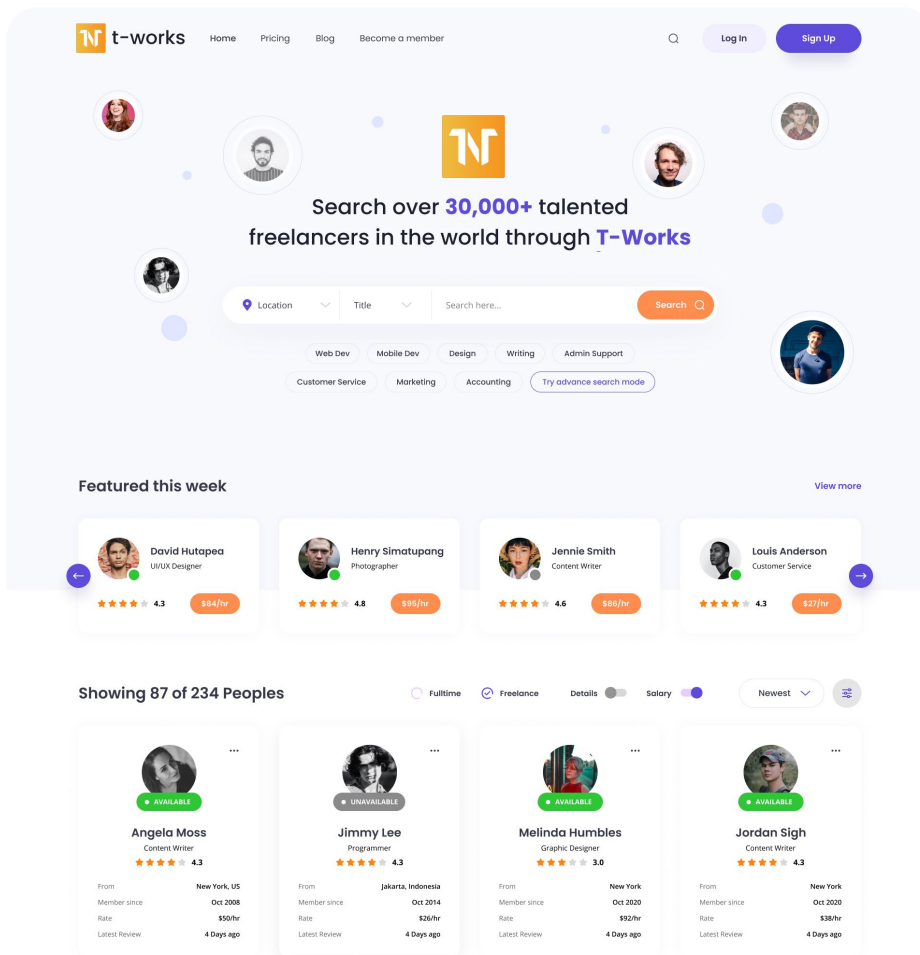 t-works Home Pricing Blog Become a member Log In Sign Up
Search over 30,000+ talented
freelancers in the world through T-Works
Location Title Search here... Search
Web Dev Mobile Dev Design Writing Admin Support
Customer Service Marketing Accounting Try advance search mode
Featured this week View more
David Hutapea
UI/UX Designer
4.3 $84/hr
Henry Simatupang
Photographer
4.8 $95/hr
Jennie Smith
Content Writer
4.6 $86/hr
Louis Anderson
Customer Service
4.3 $27/hr
Showing 87 of 234 Peoples Fulltime Freelance Details Salary Newest
AVAILABLE
Angela Moss
Content Writer
4.3
From New York, US
Member since Oct 2008
Rate $50/hr
Latest Review 4 Days ago
UNAVAILABLE
Jimmy Lee
Programmer
4.3
From Jakarta, Indonesia
Member since Oct 2014
Rate $26/hr
Latest Review 4 Days ago
AVAILABLE
Melinda Humbles
Graphic Designer
3.0
From New York
Member since Oct 2020
Rate $92/hr
Latest Review 4 Days ago
AVAILABLE
Jordan Sigh
Content Writer
4.3
From New York
Member since Oct 2020
Rate $38/hr
Latest Review 4 Days ago